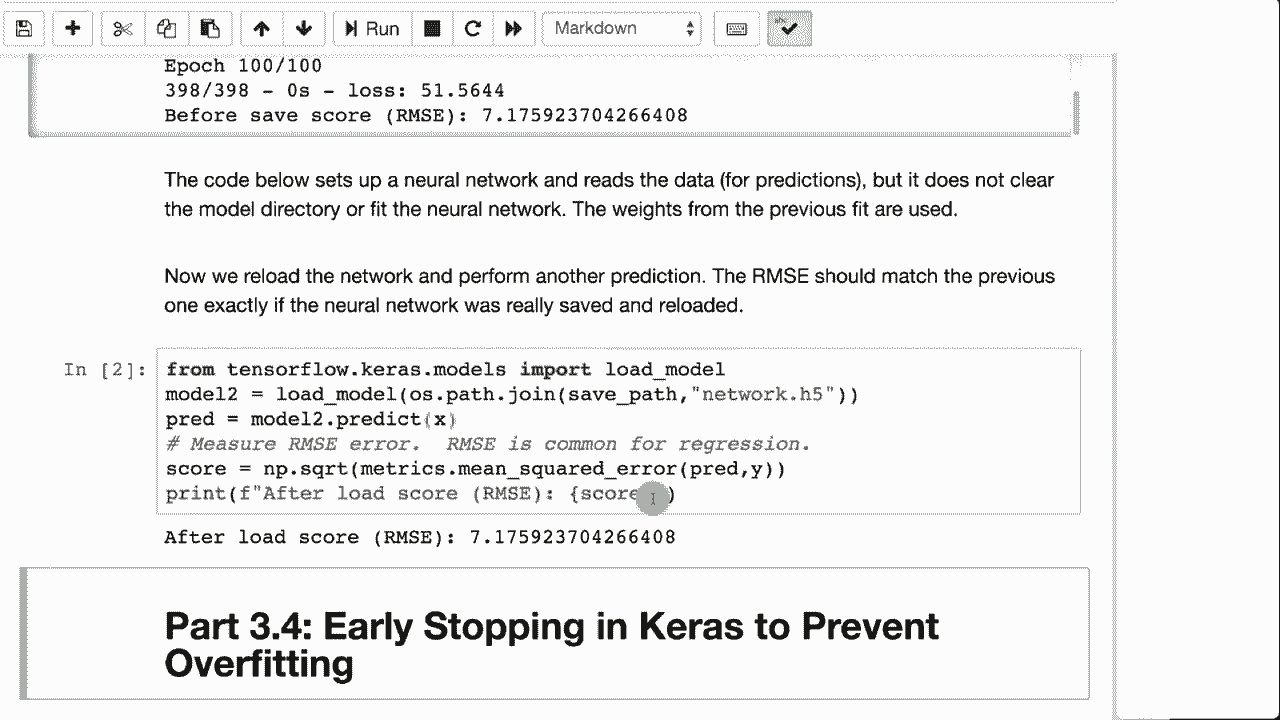 Run
Markdown
Epoch 100/100
398/398 - 0s - loss: 51.5644
Before save score (RMSE): 7.175923704266408
The code below sets up a neural network and reads the data (for predictions), but it does not clear
the model directory or fit the neural network. The weights from the previous fit are used.
Now we reload the network and perform another prediction. The RMSE should match the previous
one exactly if the neural network was really saved and reloaded.
In [2]:
from tensorflow.keras.models import load_model
model2 = load_model(os.path.join(save_path,"network.h5"))
pred = model2.predict(x)
# Measure RMSE error.  RMSE is common for regression.
score = np.sqrt(metrics.mean_squared_error(pred,y))
print(f"After load score (RMSE): {score )
After load score (RMSE): 7.175923704266408
Part 3.4: Early Stopping in Keras to Prevent
Overfitting